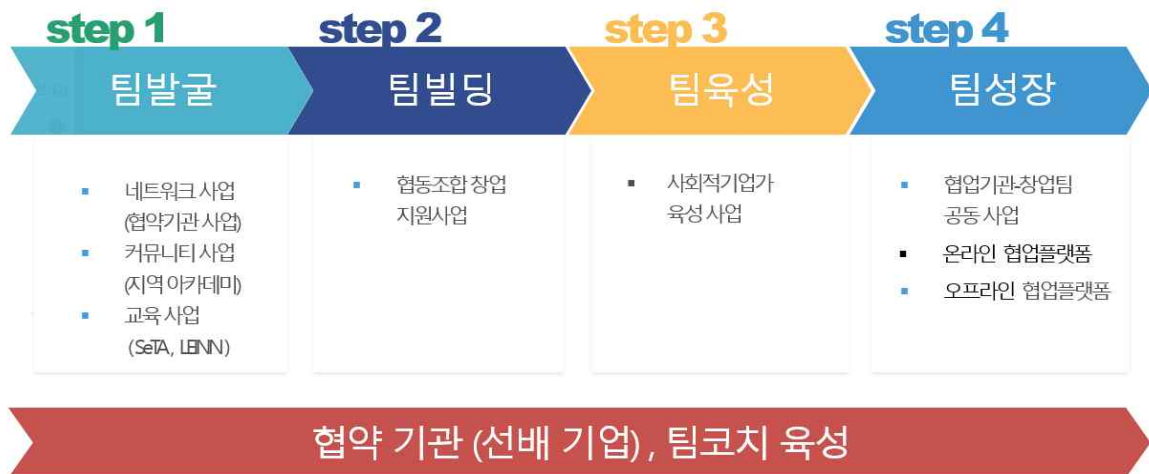 step 1
팀발굴
네트워크 사업
(협약기관 사업)
커뮤니티 사업
(지역 아카데미)
교육 사업
(SeTA, LEINN)
step 2
팀빌딩
협동조합 창업
지원사업
step 3
팀육성
사회적기업가
육성 사업
step 4
팀성장
협업기관-창업팀
공동 사업
온라인 협업플랫폼
오프라인 협업플랫폼
협약 기관 (선배 기업) , 팀코치 육성